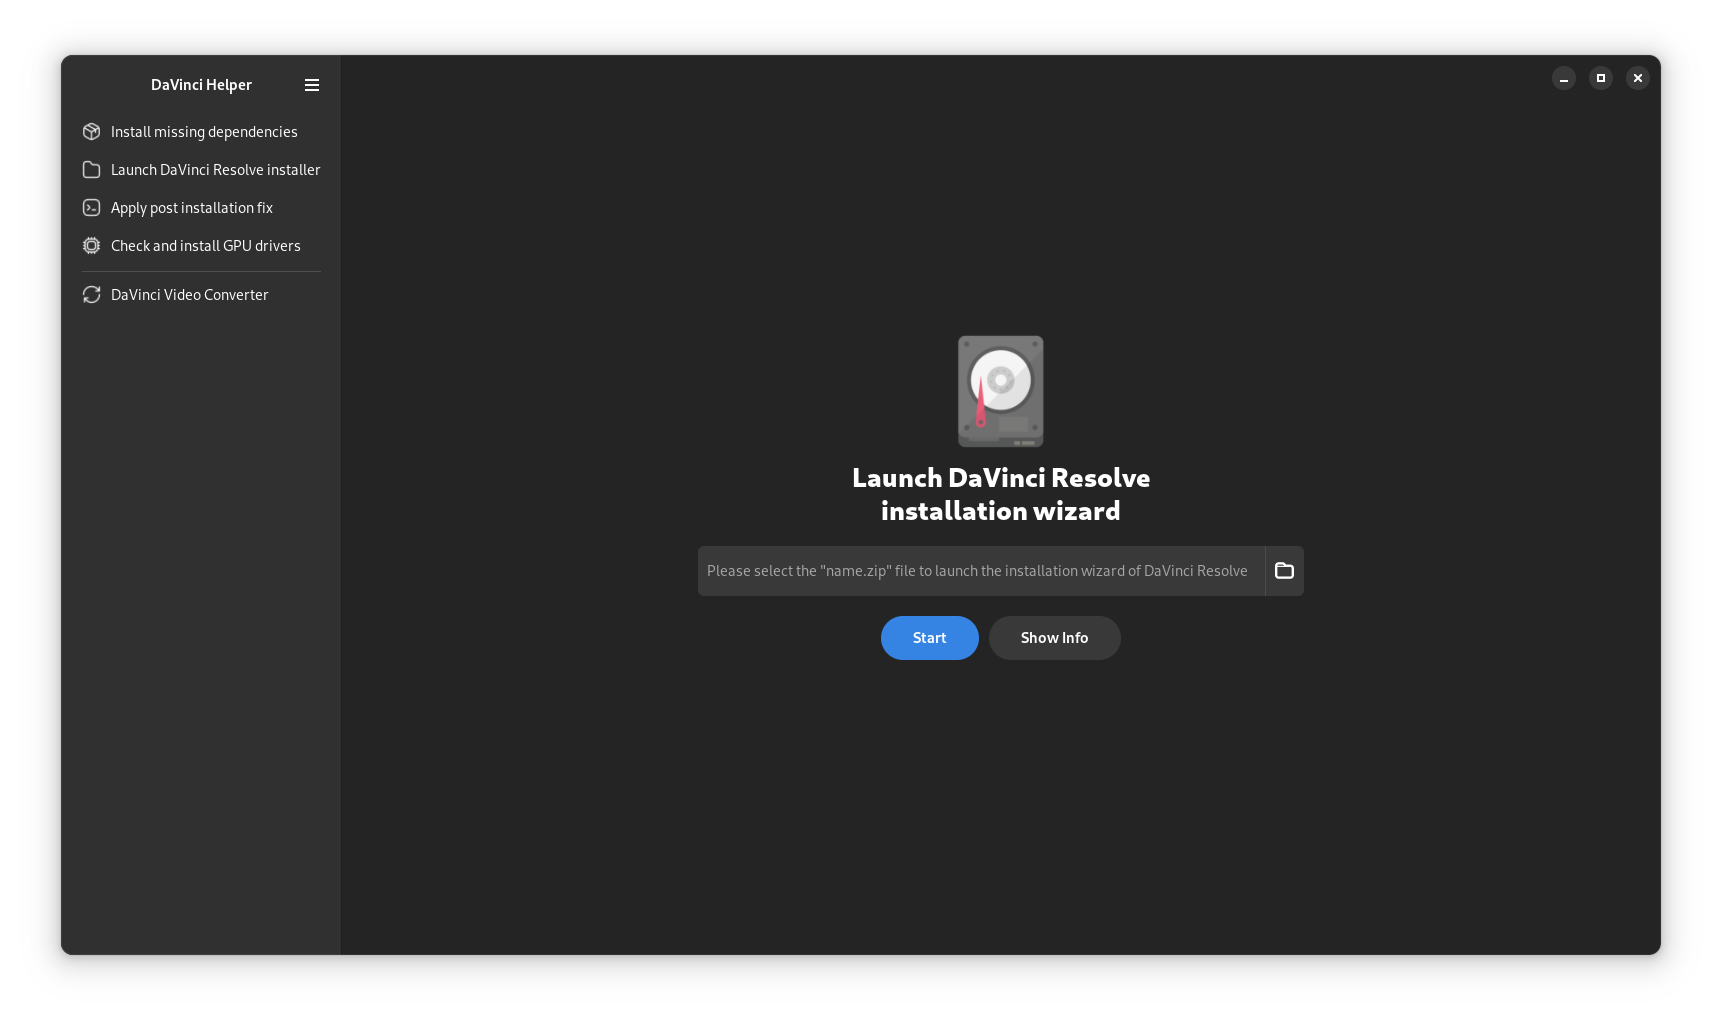 DaVinci Helper
Install missing dependencies
Launch DaVinci Resolve installer
Apply post installation fix
Check and install GPU drivers
DaVinci Video Converter
Launch DaVinci Resolve
installation wizard
Please select the "name.zip" file to launch the installation wizard of DaVinci Resolve
Start
Show Info